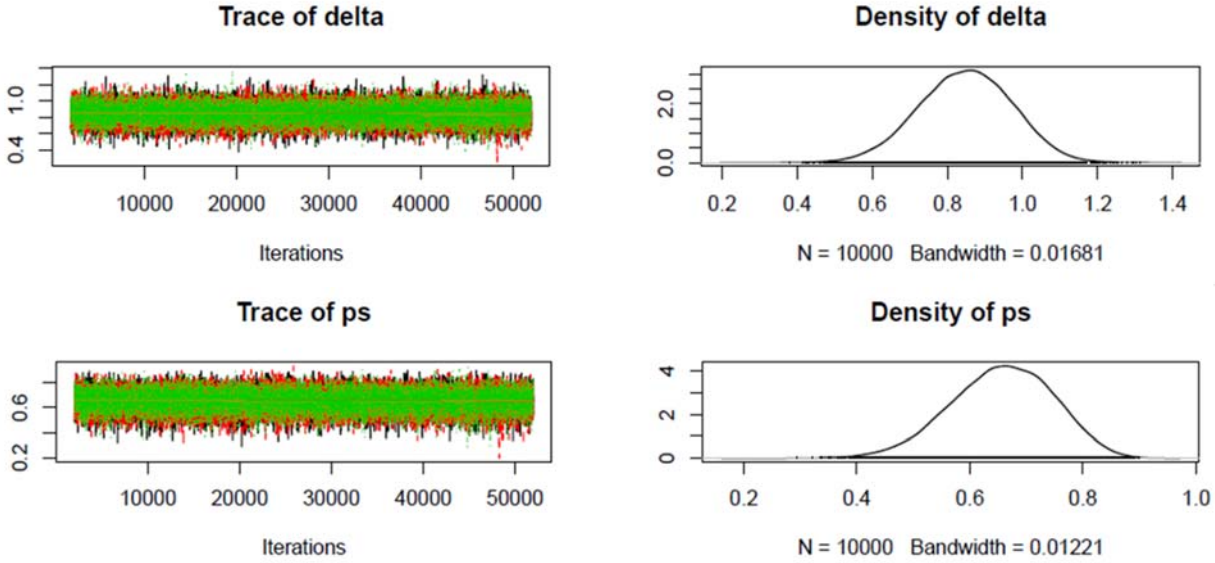 Trace of delta
1.0
0.4
10000 20000 30000 40000 50000
Iterations
Density of delta
2.0
0.0
0.2 0.4 0.6 0.8 1.0 1.2 1.4
N = 10000 Bandwidth = 0.01681
Trace of ps
0.6
0.2
10000 20000 30000 40000 50000
Iterations
Density of ps
4
2
0
0.2 0.4 0.6 0.8 1.0
N = 10000 Bandwidth = 0.01221